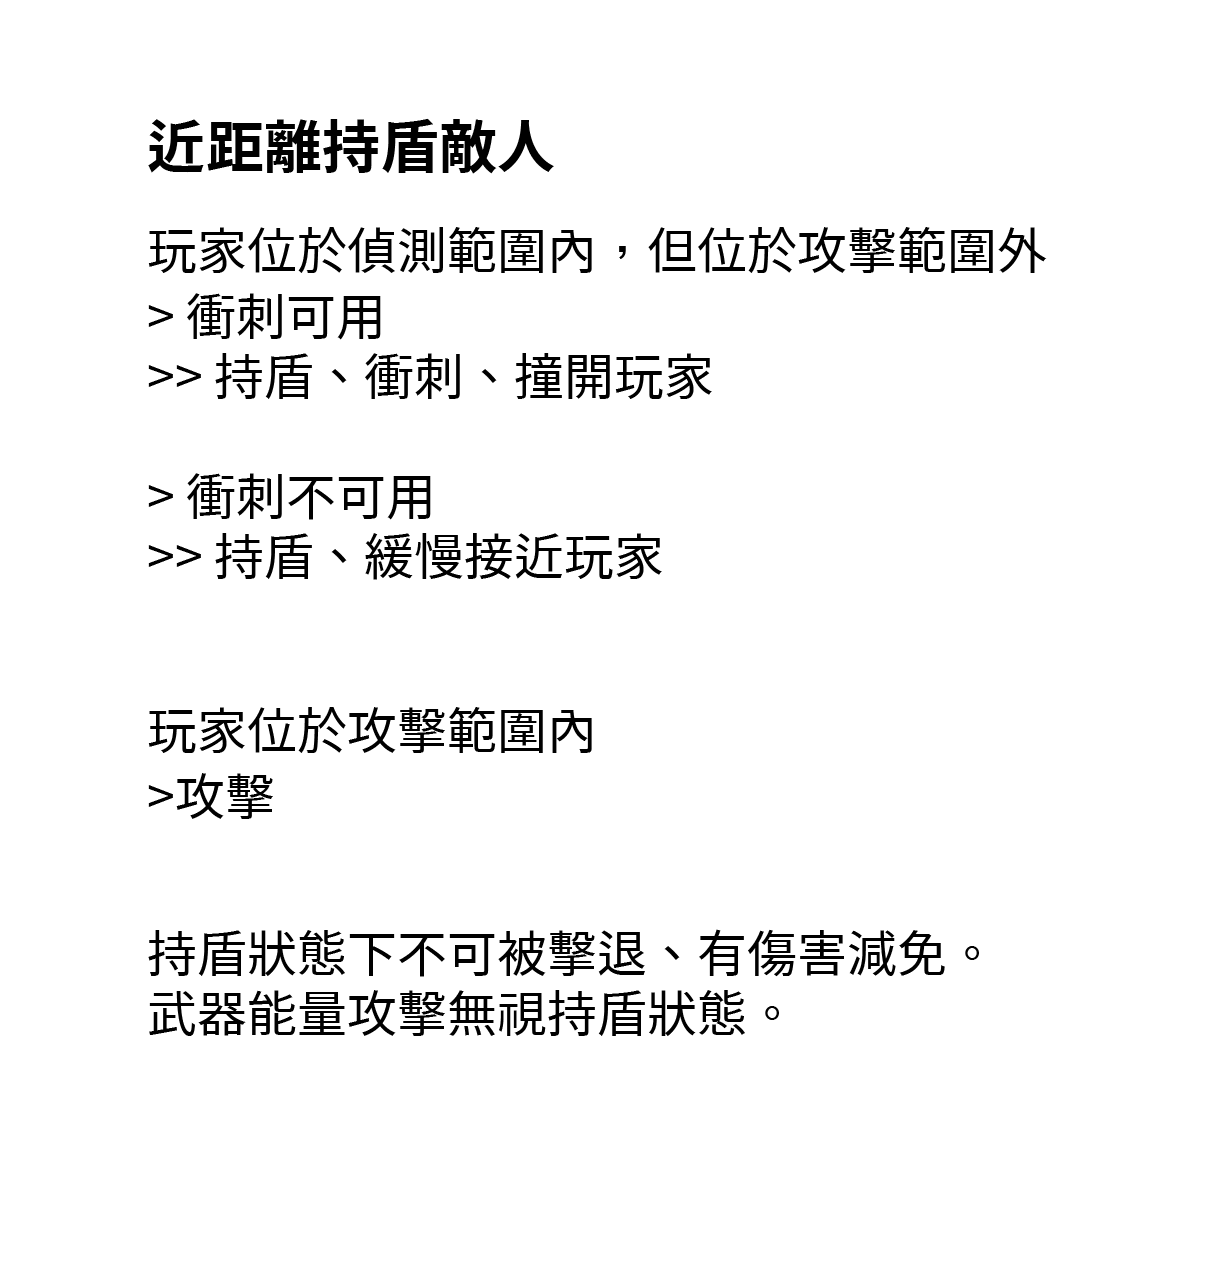 近距離持盾敵人
玩家位於偵測範圍內，但位於攻擊範圍外
> 衝刺可用
>> 持盾、衝刺、撞開玩家
> 衝刺不可用
>> 持盾、緩慢接近玩家
玩家位於攻擊範圍內
>攻擊
持盾狀態下不可被擊退、有傷害減免。
武器能量攻擊無視持盾狀態。